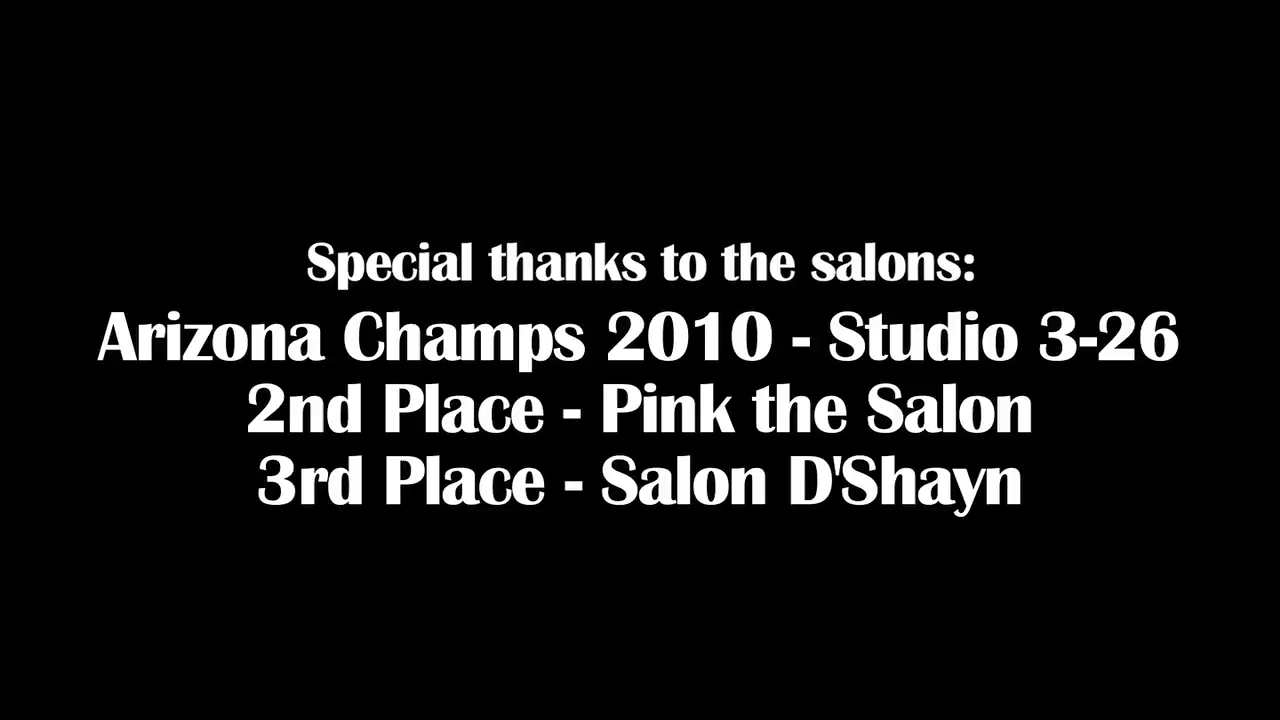 Special thanks to the salons:
Arizona Champs 2010 - Studio 3-26
2nd Place - Pink the Salon
3rd Place - Salon D'Shayn